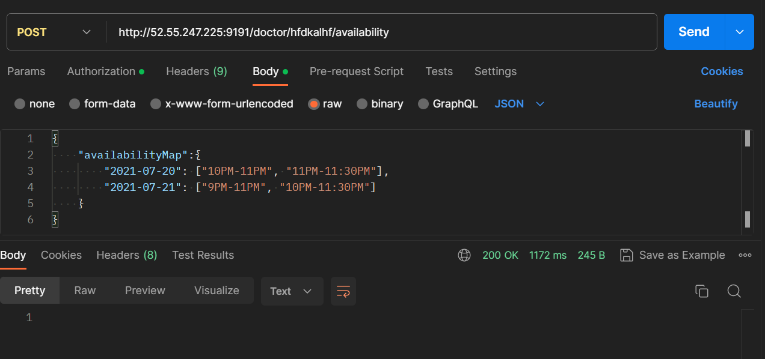 POST http://52.55.247.225:9191/doctor/hfdkalhf/availability Send
Params Authorization Headers (9) Body Pre-request Script Tests Settings Cookies
none form-data x-www-form-urlencoded raw binary GraphQL JSON Beautify
1 {
2 "availabilityMap":{
3 "2021-07-20": ["10PM-11PM", "11PM-11:30PM"],
4 "2021-07-21": ["9PM-11PM", "10PM-11:30PM"]
5 }
6 }
Body Cookies Headers (8) Test Results 200 OK 1172 ms 245 B Save as Example
Pretty Raw Preview Visualize Text
1